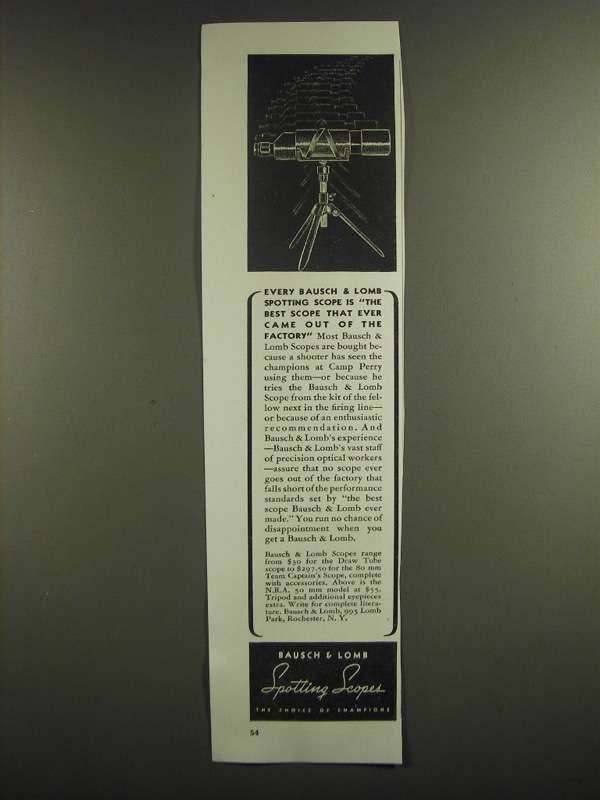 EVERY BAUSCH & LOMB
SPOTTING SCOPE IS "THE
BEST SCOPE THAT EVER
CAME OUT OF THE
FACTORY" Most Bausch &
Lomb Scopes are bought be-
cause a shooter has seen the
champions at Camp Perry
using them—or because he
tries the Bausch & Lomb
Scope from the kit of the fel-
low next in the firing line—
or because of an enthusiastic
recommendation. And
Bausch & Lomb's experience
—Bausch & Lomb's vast staff
of precision optical workers
—assure that no scope ever
goes out of the factory that
falls short of the performance
standards set by "the best
scope Bausch & Lomb ever
made." You run no chance of
disappointment when you
get a Bausch & Lomb.
Bausch & Lomb Scopes range
from $30 for the Draw Tube
scope to $297.50 for the 80 mm
Team Captain's Scope, complete
with accessories. Above is the
N.R.A. 50 mm model at $55.
Tripod and additional eyepieces
extra. Write for complete litera-
ture. Bausch & Lomb, 995 Lomb
Park, Rochester, N. Y.
BAUSCH & LOMB
Spotting Scopes
THE CHOICE OF CHAMPIONS
54